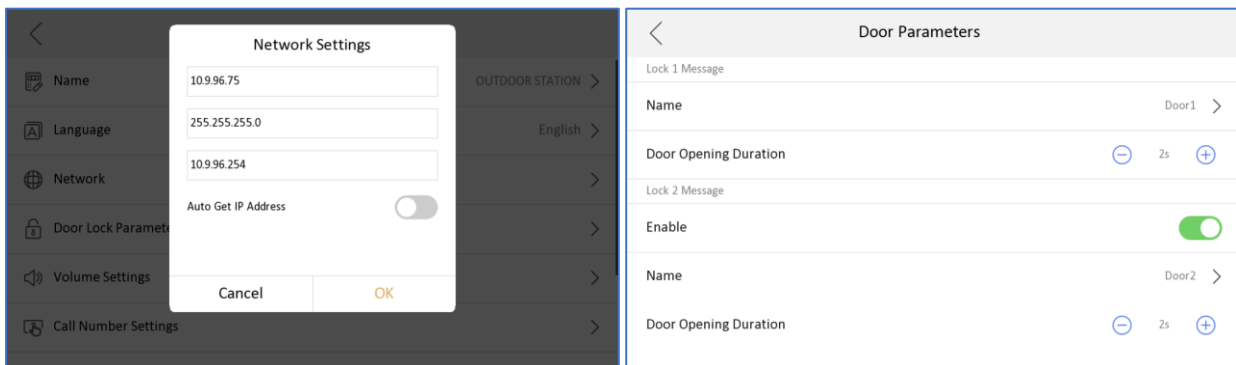 Network Settings
Name
OUTDOOR STATION
10.9.96.75
Language
English
255.255.255.0
Network
10.9.96.254
Auto Get IP Address
Door Lock Paramete
Volume Settings
Cancel
OK
Call Number Settings
Door Parameters
Lock 1 Message
Name Door1
Door Opening Duration 2s
Lock 2 Message
Enable
Name Door2
Door Opening Duration 2s